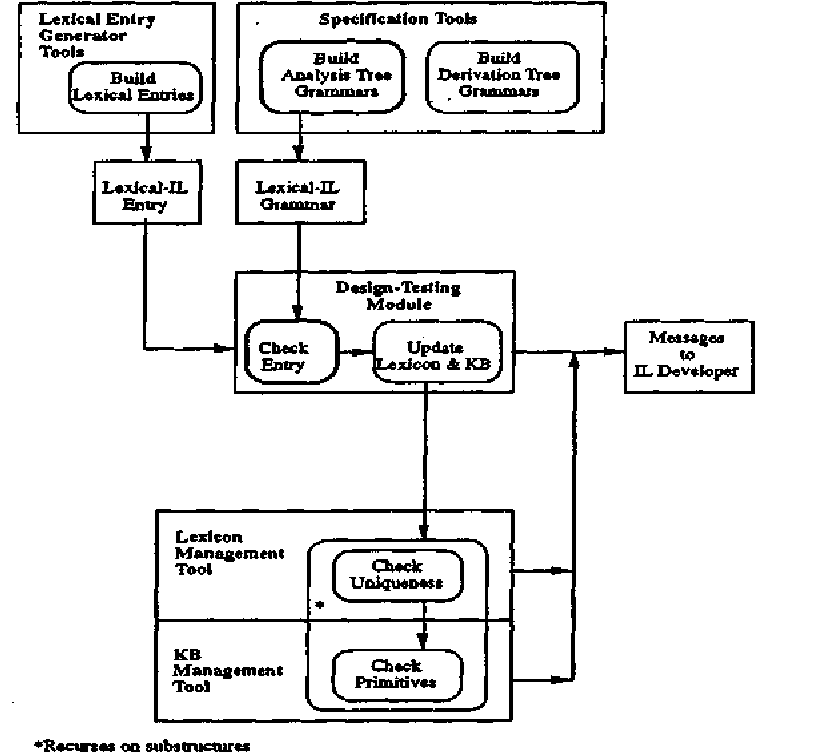 Lexical Entry
Generator
Tools
Build
Lexical Entries
Specification Tools
Build
Analysis Tree
Grammars
Build
Derivation Tree
Grammars
Lexical-IL
Entry
Lexical-IL
Grammar
Design-Testing
Module
Check
Entry
Update
Lexicon & KB
Messages
to
IL Developer
Lexicon
Management
Tool
Check
Uniqueness
*
KB
Management
Tool
Check
Primitives
*Recurses on substructures